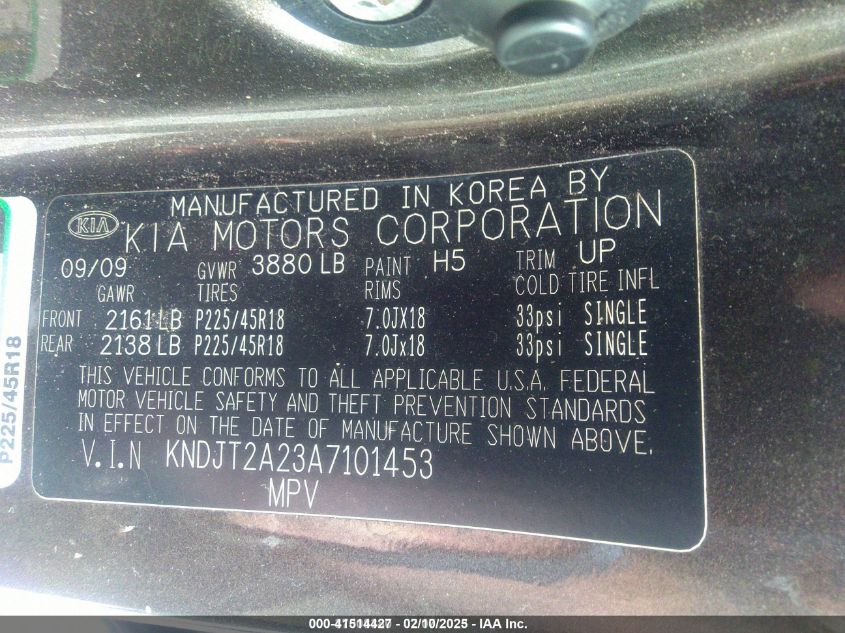 MANUFACTURED IN KOREA BY
KIA
KIA MOTORS CORPORATION
09/09 GVWR 3880 LB PAINT H5 TRIM UP
GAWR TIRES RIMS COLD TIRE INFL
FRONT 2161 LB P225/45R18 7.0JX18 33psi SINGLE
REAR 2138 LB P225/45R18 7.0Jx18 33psi SINGLE
THIS VEHICLE CONFORMS TO ALL APPLICABLE U.S.A. FEDERAL
MOTOR VEHICLE SAFETY AND THEFT PREVENTION STANDARDS
IN EFFECT ON THE DATE OF MANUFACTURE SHOWN ABOVE.
V.I.N KNDJT2A23A7101453
MPV
P225/45R18
000-41514427 - 02/10/2025 - IAA Inc.